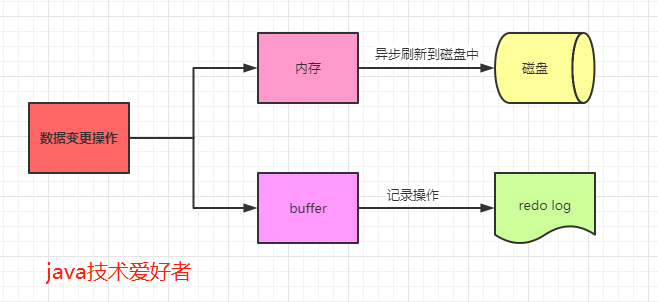 内存
异步刷新到磁盘中
磁盘
数据变更操作
buffer
记录操作
redo log
java技术爱好者